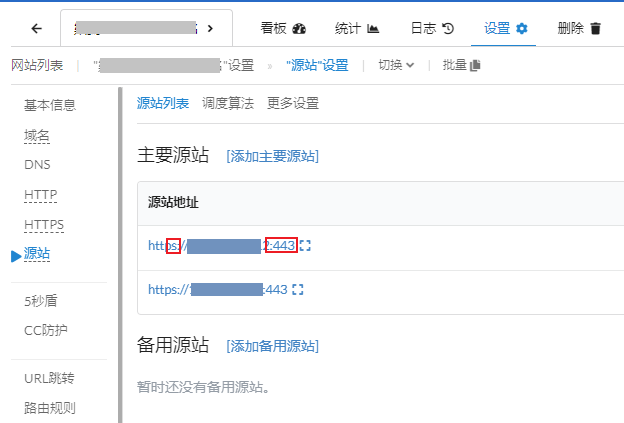 看板 统计 日志 设置 删除
网站列表 | "设置 » "源站"设置 | 切换 | 批量
基本信息
域名
DNS
HTTP
HTTPS
源站
5秒盾
CC防护
URL跳转
路由规则
源站列表 调度算法 更多设置
主要源站 [添加主要源站]
源站地址
https:// 2:443
https:// :443
备用源站 [添加备用源站]
暂时还没有备用源站。